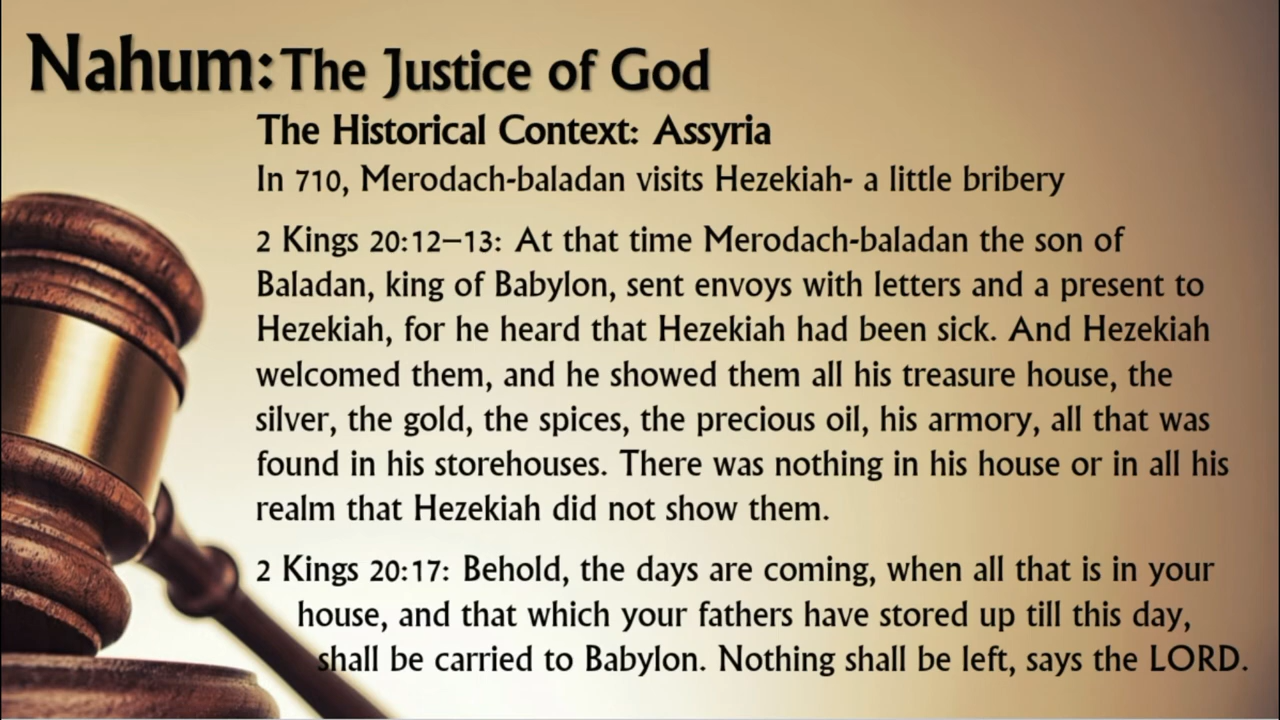 Nahum: The Justice of God
The Historical Context: Assyria
In 710, Merodach-baladan visits Hezekiah- a little bribery
2 Kings 20:12–13: At that time Merodach-baladan the son of
Baladan, king of Babylon, sent envoys with letters and a present to
Hezekiah, for he heard that Hezekiah had been sick. And Hezekiah
welcomed them, and he showed them all his treasure house, the
silver, the gold, the spices, the precious oil, his armory, all that was
found in his storehouses. There was nothing in his house or in all his
realm that Hezekiah did not show them.
2 Kings 20:17: Behold, the days are coming, when all that is in your
house, and that which your fathers have stored up till this day,
shall be carried to Babylon. Nothing shall be left, says the LORD.